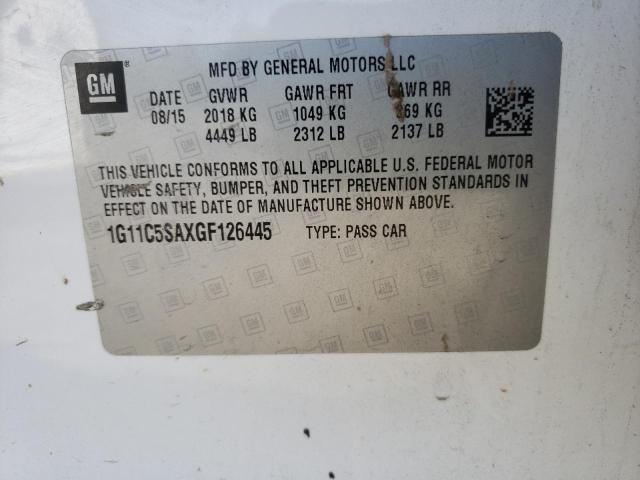 GM
MFD BY GENERAL MOTORS LLC
DATE GVWR GAWR FRT GAWR RR
08/15 2018 KG 1049 KG 969 KG
4449 LB 2312 LB 2137 LB
THIS VEHICLE CONFORMS TO ALL APPLICABLE U.S. FEDERAL MOTOR
VEHICLE SAFETY, BUMPER, AND THEFT PREVENTION STANDARDS IN
EFFECT ON THE DATE OF MANUFACTURE SHOWN ABOVE.
1G11C5SAXGF126445 TYPE: PASS CAR